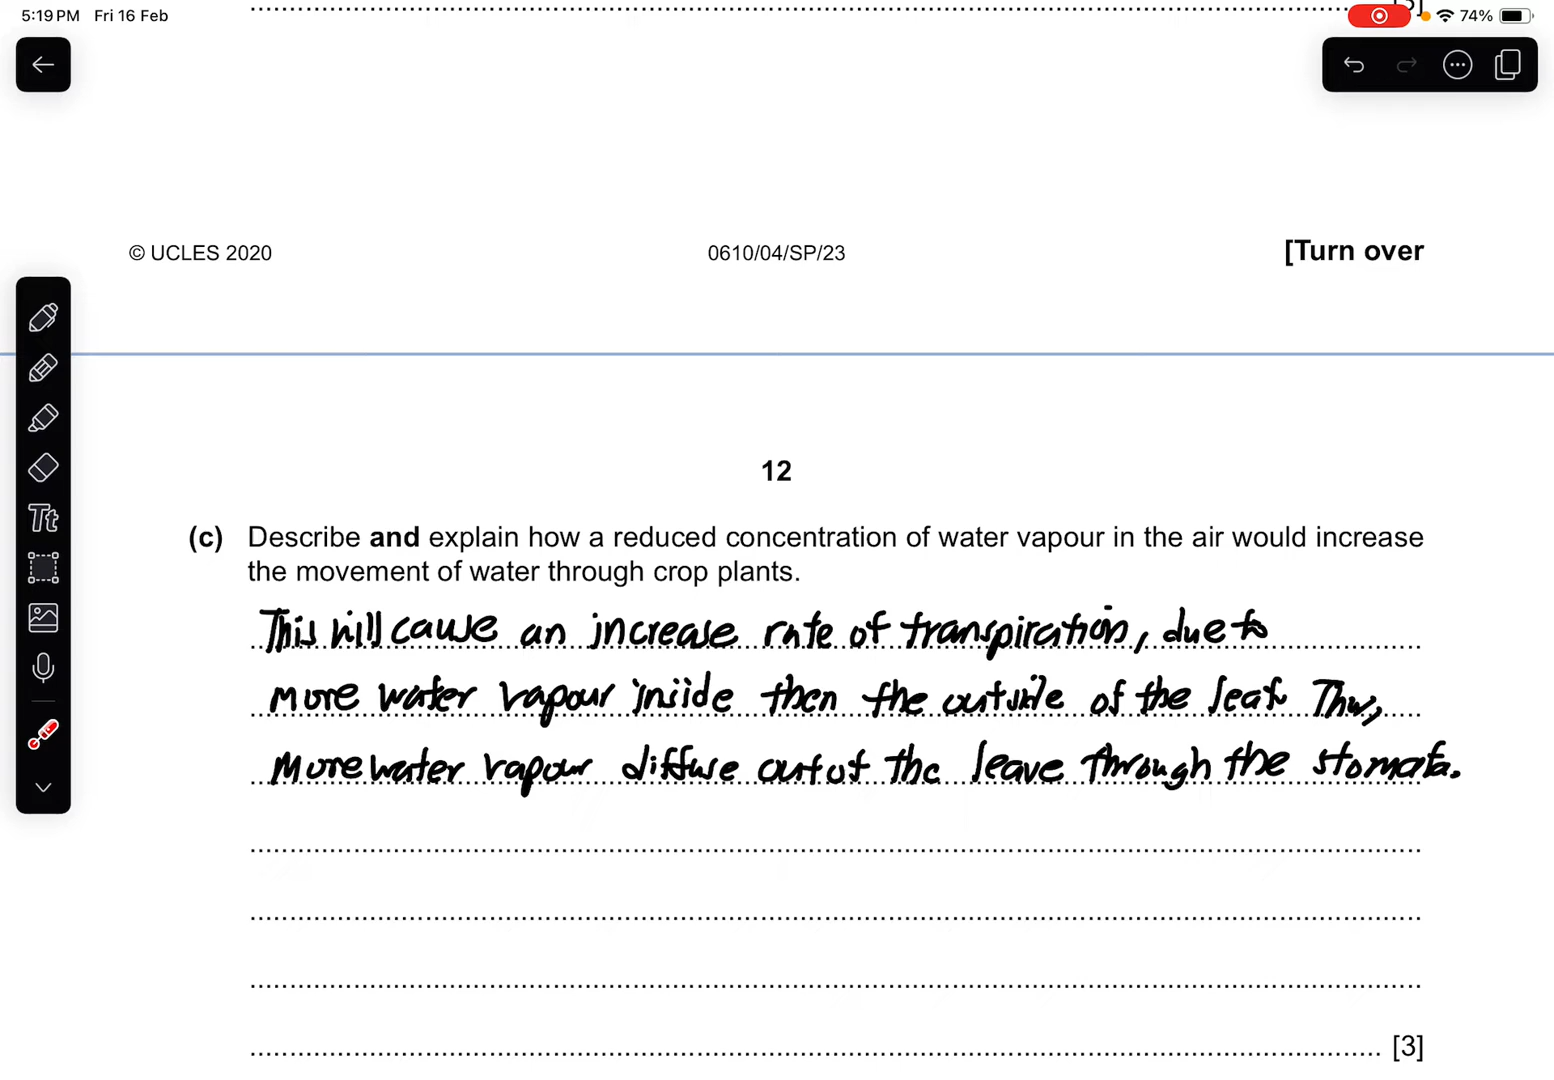 5:19 PM Fri 16 Feb
74%
© UCLES 2020 0610/04/SP/23 [Turn over
Tt
12
(c) Describe and explain how a reduced concentration of water vapour in the air would increase
the movement of water through crop plants.
This will cause an increase rate of transpiration, due to
more water vapour inside then the outside of the leaf. Thus,
more water vapour diffuse out of the leave through the stomata.
[3]